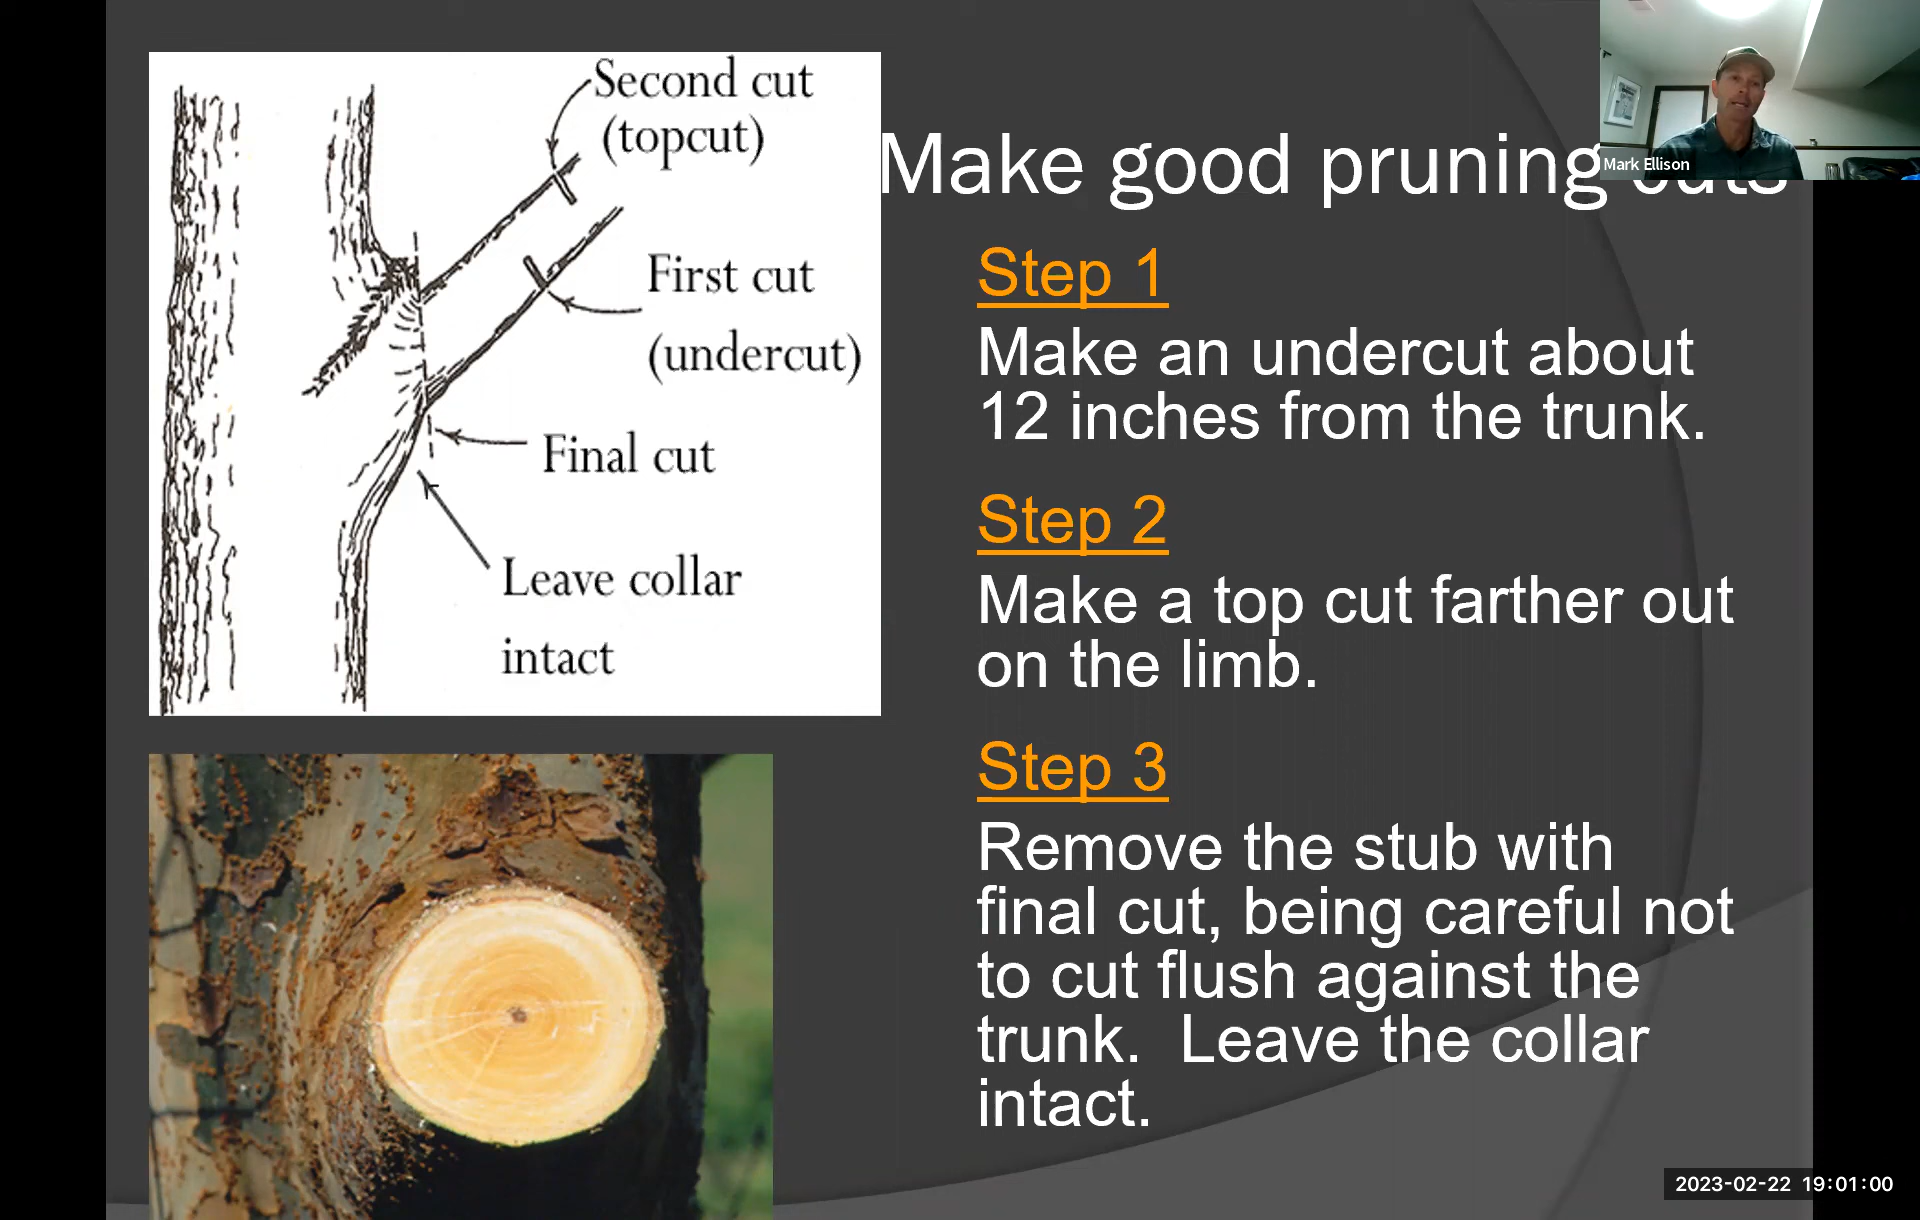 Second cut
(topcut)
First cut
(undercut)
Final cut
Leave collar
intact
Make good pruning cuts
Mark Ellison
Step 1
Make an undercut about
12 inches from the trunk.
Step 2
Make a top cut farther out
on the limb.
Step 3
Remove the stub with
final cut, being careful not
to cut flush against the
trunk.  Leave the collar
intact.
2023-02-22 19:01:00